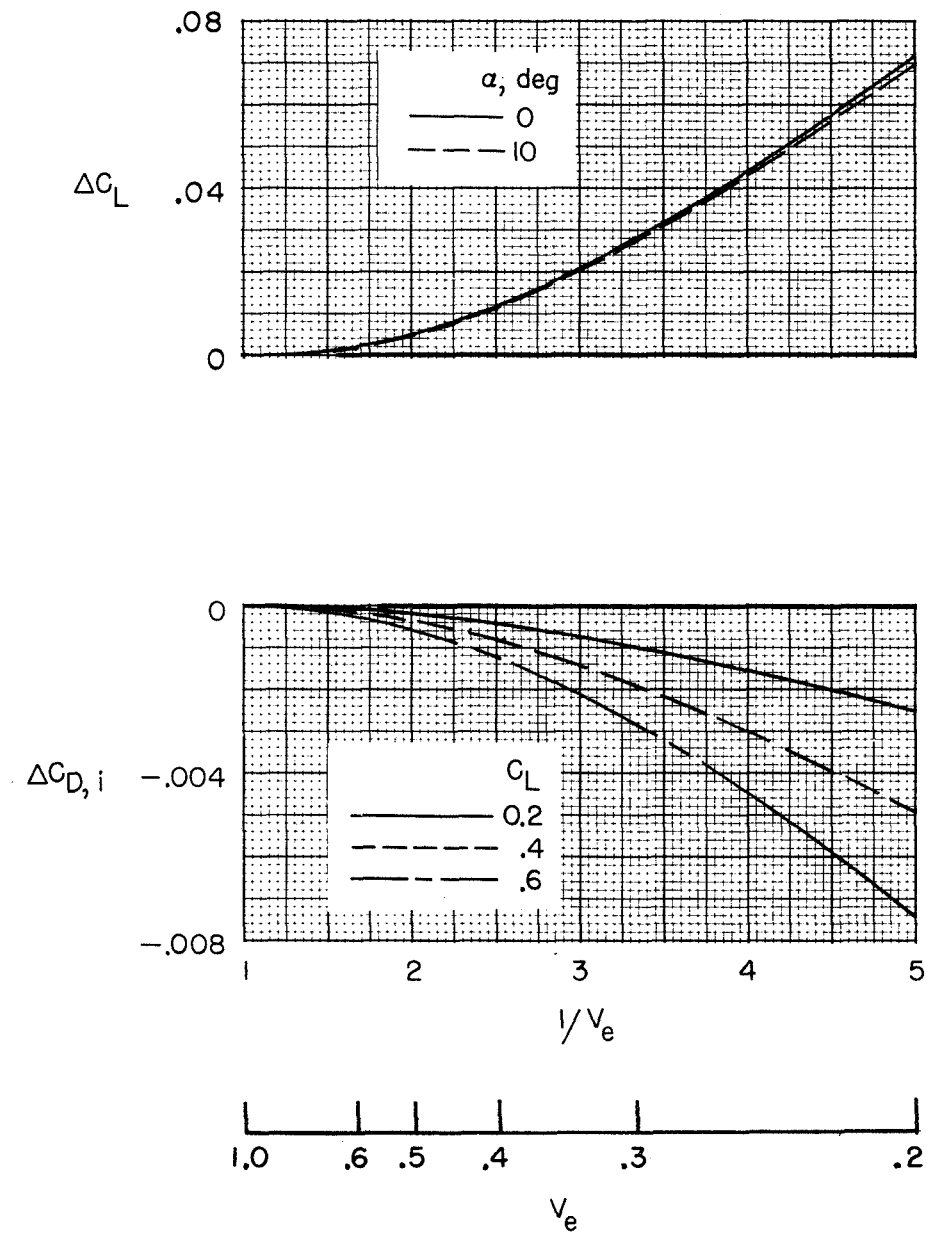 .08
α, deg
0
10
ΔC_L
.04
0
0
ΔC_D, i
-.004
C_L
0.2
.4
.6
-.008
1 2 3 4 5
1/V_e
1.0 .6 .5 .4 .3 .2
V_e